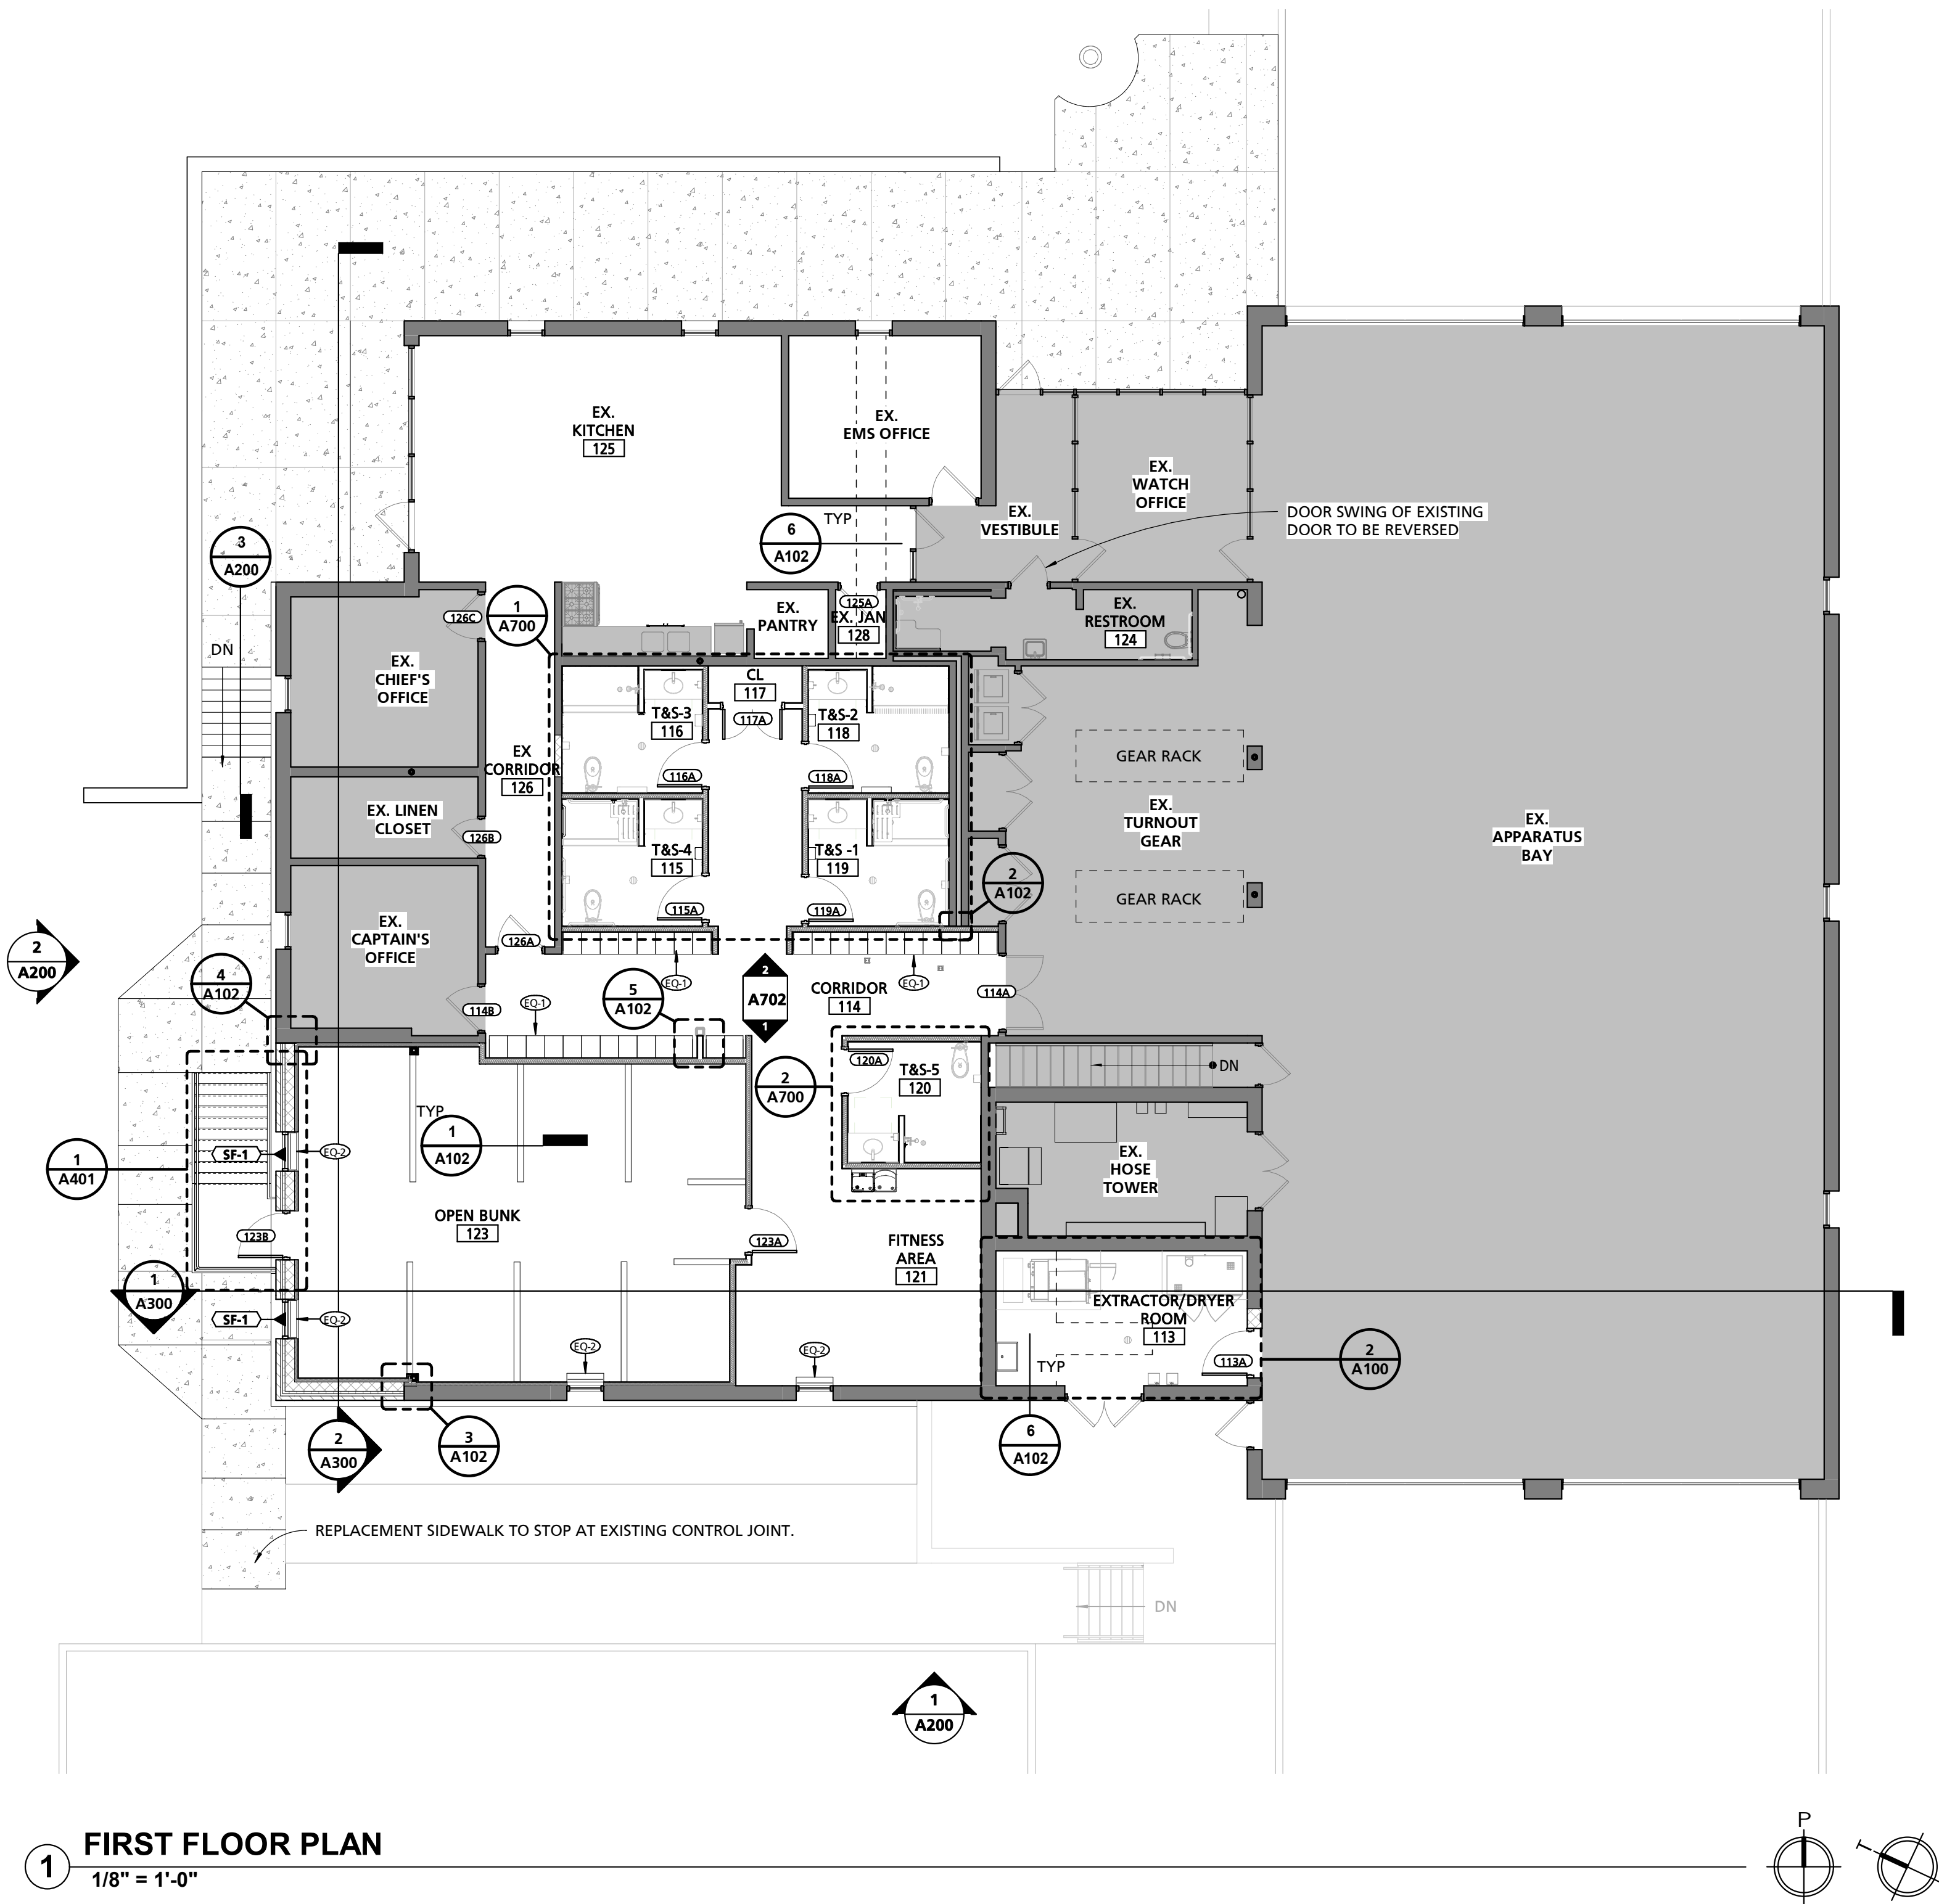 EX.
KITCHEN
125
EX.
EMS OFFICE
EX.
WATCH
OFFICE
EX.
VESTIBULE
DOOR SWING OF EXISTING
DOOR TO BE REVERSED
TYP
6
A102
3
A200
1
A700
126C
125A
EX.
PANTRY
EX. JAN
128
EX.
RESTROOM
124
DN
EX.
CHIEF'S
OFFICE
CL
117
117A
T&S-3
116
T&S-2
118
116A
118A
EX
CORRIDOR
126
GEAR RACK
EX. LINEN
CLOSET
126B
EX.
TURNOUT
GEAR
EX.
APPARATUS
BAY
T&S-4
115
T&S -1
119
115A
119A
2
A102
GEAR RACK
EX.
CAPTAIN'S
OFFICE
126A
2
A200
4
A102
5
A102
EQ-1
EQ-1
EQ-1
2
A702
1
CORRIDOR
114
114A
114B
120A
T&S-5
120
2
A700
DN
TYP
1
A102
1
A401
SF-1
EQ-2
EX.
HOSE
TOWER
OPEN BUNK
123
123B
123A
FITNESS
AREA
121
1
A300
SF-1
EQ-2
EXTRACTOR/DRYER
ROOM
113
EQ-2
EQ-2
TYP
113A
2
A100
2
A300
3
A102
6
A102
REPLACEMENT SIDEWALK TO STOP AT EXISTING CONTROL JOINT.
DN
1
A200
P
T
1
FIRST FLOOR PLAN
1/8" = 1'-0"